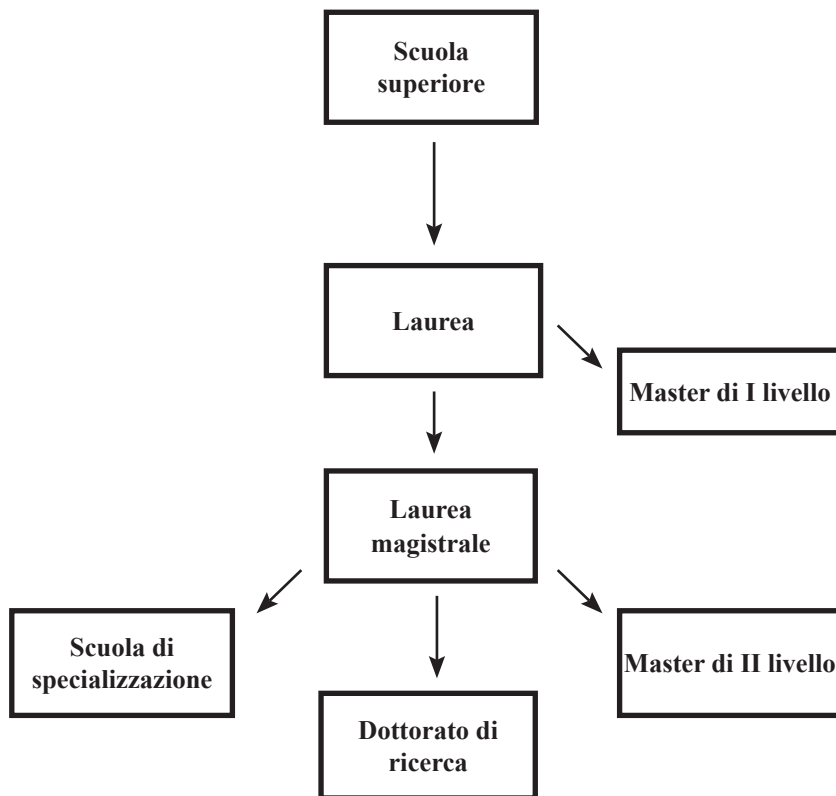 Scuola
superiore
Laurea
Master di I livello
Laurea
magistrale
Scuola di
specializzazione
Master di II livello
Dottorato di
ricerca